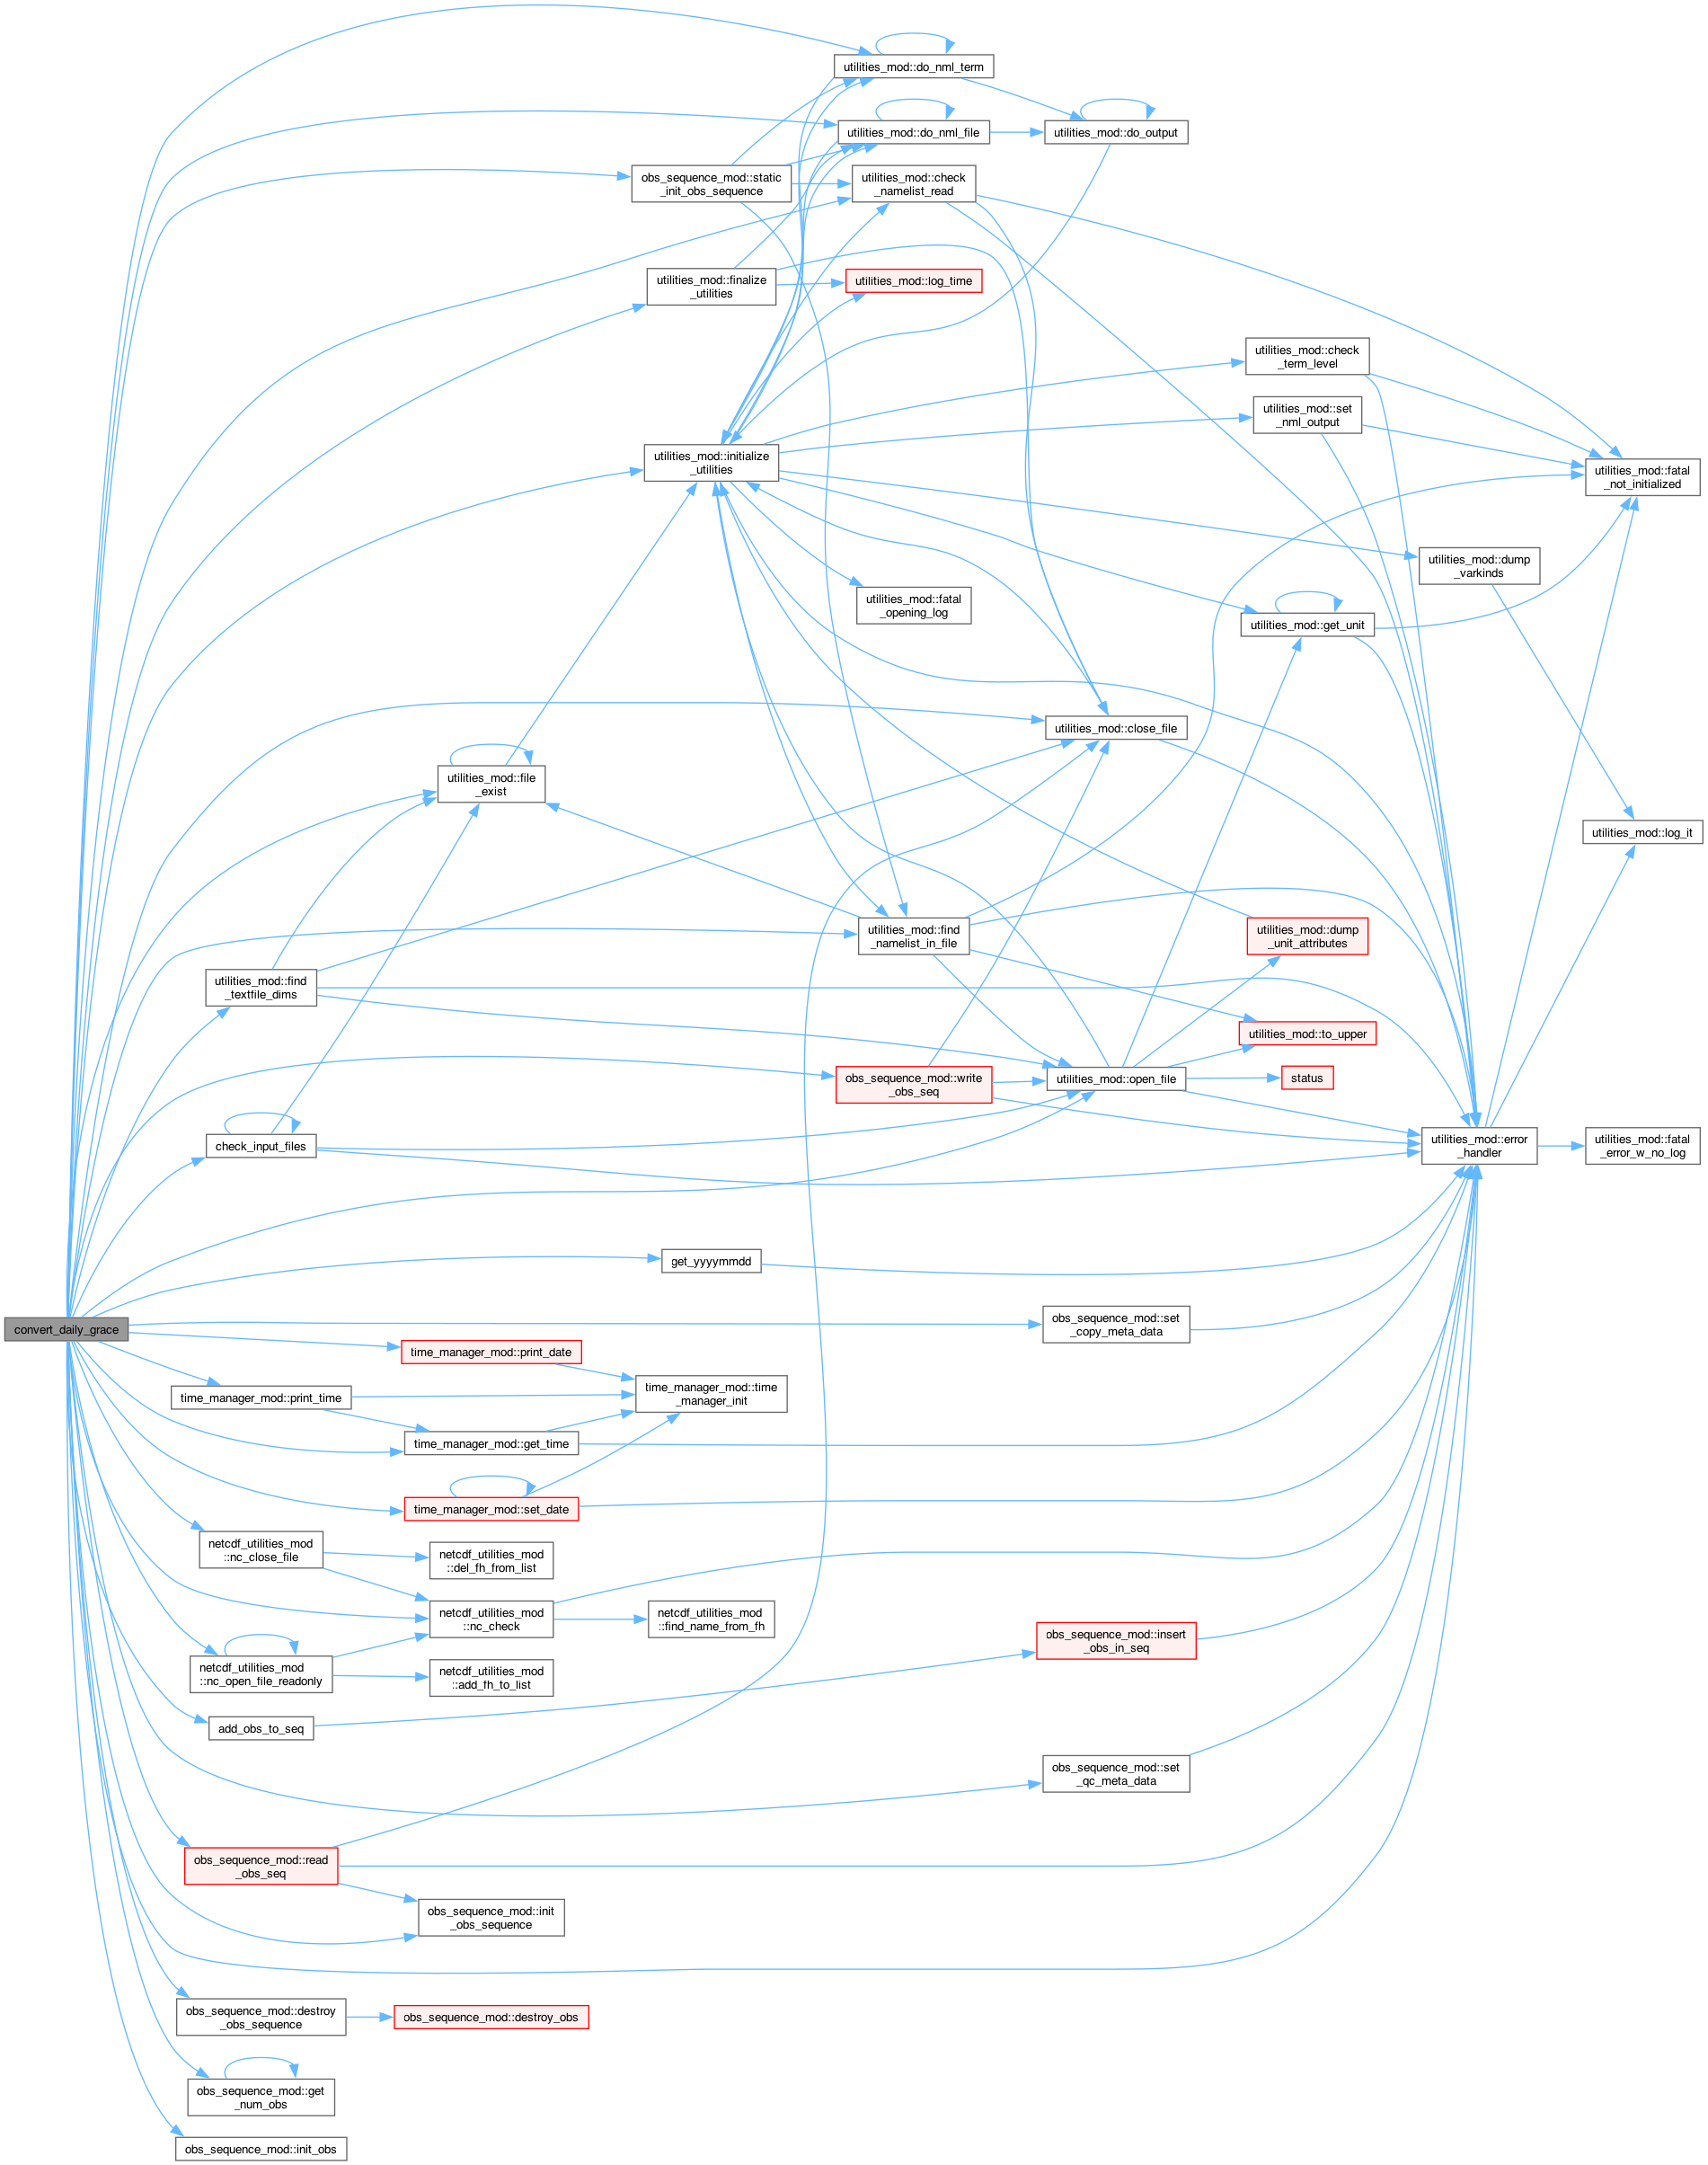 utilities_mod::do_nml_term
utilities_mod::do_nml_file
utilities_mod::do_output
obs_sequence_mod::static
_init_obs_sequence
utilities_mod::check
_namelist_read
utilities_mod::finalize
_utilities
utilities_mod::log_time
utilities_mod::check
_term_level
utilities_mod::set
_nml_output
utilities_mod::initialize
_utilities
utilities_mod::fatal
_not_initialized
utilities_mod::dump
_varkinds
utilities_mod::fatal
_opening_log
utilities_mod::get_unit
utilities_mod::close_file
utilities_mod::file
_exist
utilities_mod::log_it
utilities_mod::find
_namelist_in_file
utilities_mod::dump
_unit_attributes
utilities_mod::find
_textfile_dims
utilities_mod::to_upper
obs_sequence_mod::write
_obs_seq
utilities_mod::open_file
status
check_input_files
utilities_mod::error
_handler
utilities_mod::fatal
_error_w_no_log
get_yyyymmdd
convert_daily_grace
obs_sequence_mod::set
_copy_meta_data
time_manager_mod::print_date
time_manager_mod::print_time
time_manager_mod::time
_manager_init
time_manager_mod::get_time
time_manager_mod::set_date
netcdf_utilities_mod
::nc_close_file
netcdf_utilities_mod
::del_fh_from_list
netcdf_utilities_mod
::nc_check
netcdf_utilities_mod
::find_name_from_fh
obs_sequence_mod::insert
_obs_in_seq
netcdf_utilities_mod
::nc_open_file_readonly
netcdf_utilities_mod
::add_fh_to_list
add_obs_to_seq
obs_sequence_mod::set
_qc_meta_data
obs_sequence_mod::read
_obs_seq
obs_sequence_mod::init
_obs_sequence
obs_sequence_mod::destroy
_obs_sequence
obs_sequence_mod::destroy_obs
obs_sequence_mod::get
_num_obs
obs_sequence_mod::init_obs